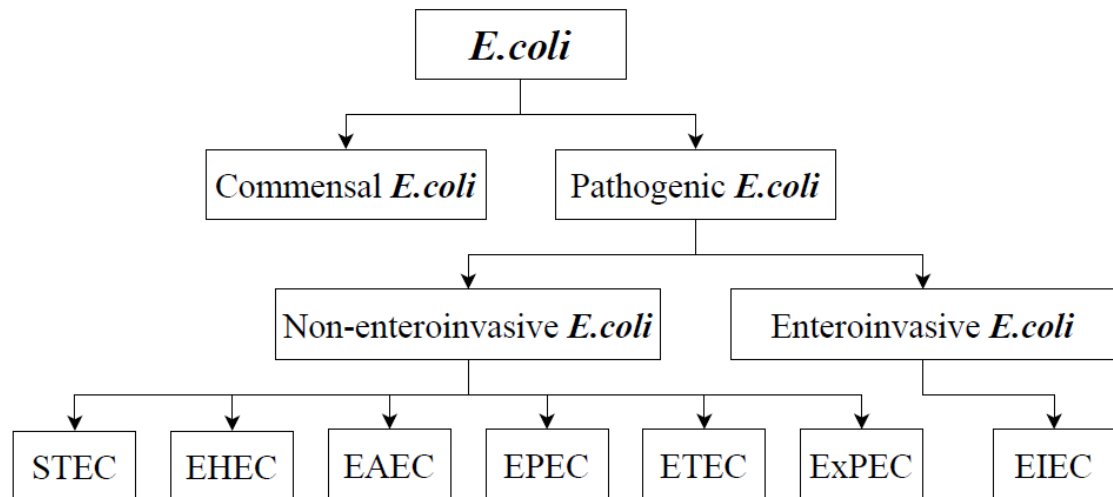 E.coli
Commensal E.coli
Pathogenic E.coli
Non-enteroinvasive E.coli
Enteroinvasive E.coli
STEC
EHEC
EAEC
EPEC
ETEC
ExPEC
EIEC